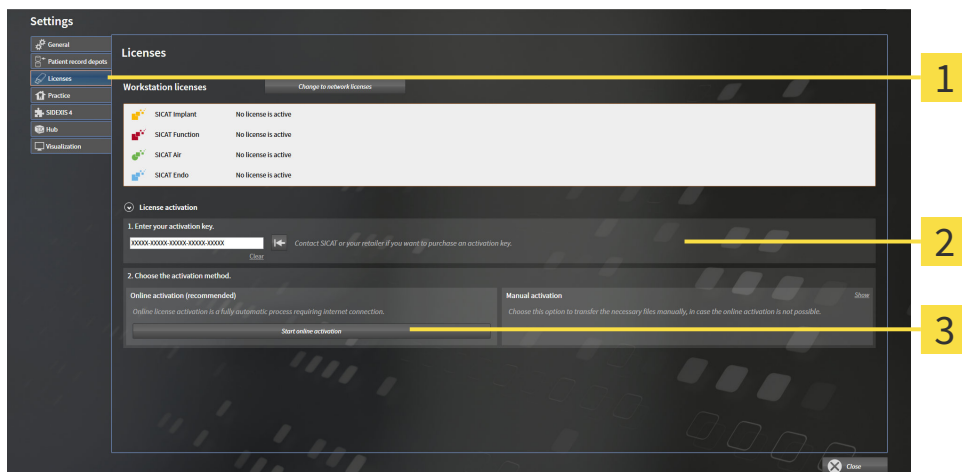 Settings
General
Patient record depots
Licenses
Practice
SIDEXIS 4
Hub
Visualization
Licenses
Workstation licenses
Change to network licenses
SICAT Implant No license is active
SICAT Function No license is active
SICAT Air No license is active
SICAT Endo No license is active
License activation
1. Enter your activation key.
XXXXX-XXXXX-XXXXX-XXXXX-XXXXX
Contact SICAT or your retailer if you want to purchase an activation key.
Clear
2. Choose the activation method.
Online activation (recommended)
Online license activation is a fully automatic process requiring internet connection.
Start online activation
Manual activation
Show
Choose this option to transfer the necessary files manually, in case the online activation is not possible.
Close
1
2
3